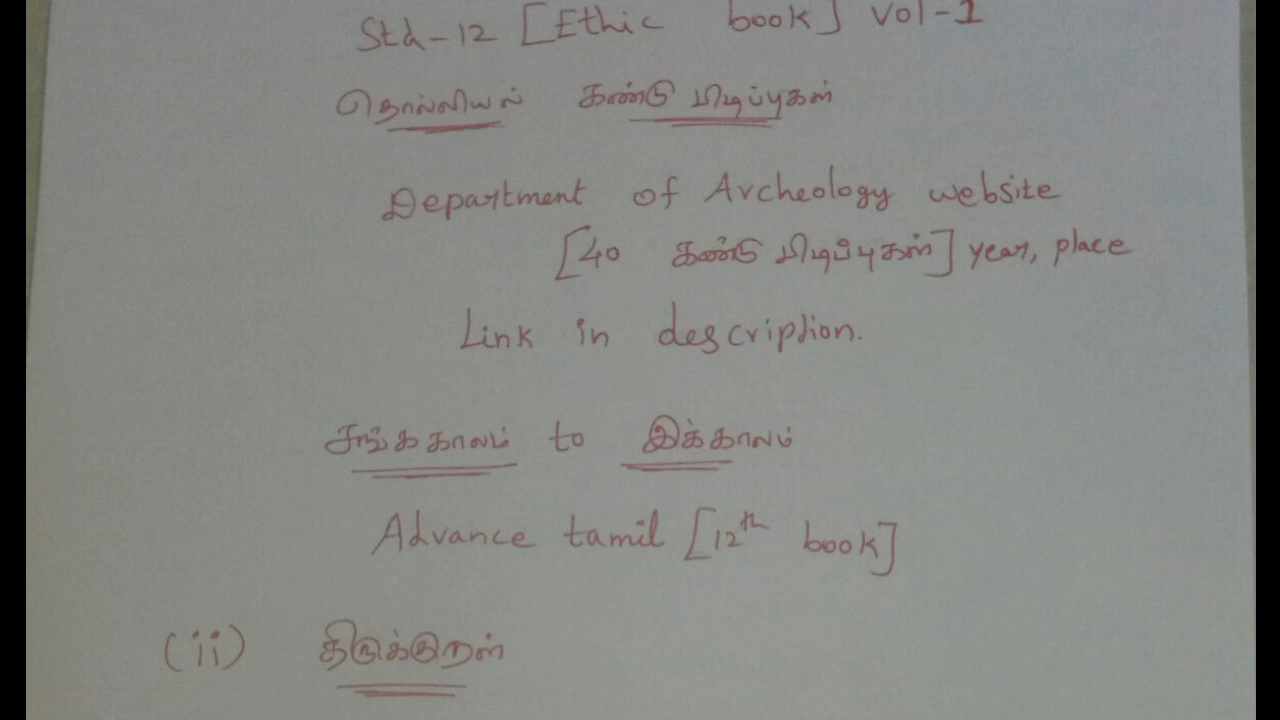 Std-12 [Ethic book] Vol-1
தொல்லியல் கண்டுபிடிப்புகள்
Department of Archeology website
[40 கண்டுபிடிப்புகள்] year, place
Link in description.
சங்ககாலம் to இக்காலம்
Advance tamil [12th book]
(ii) திருக்குறள்